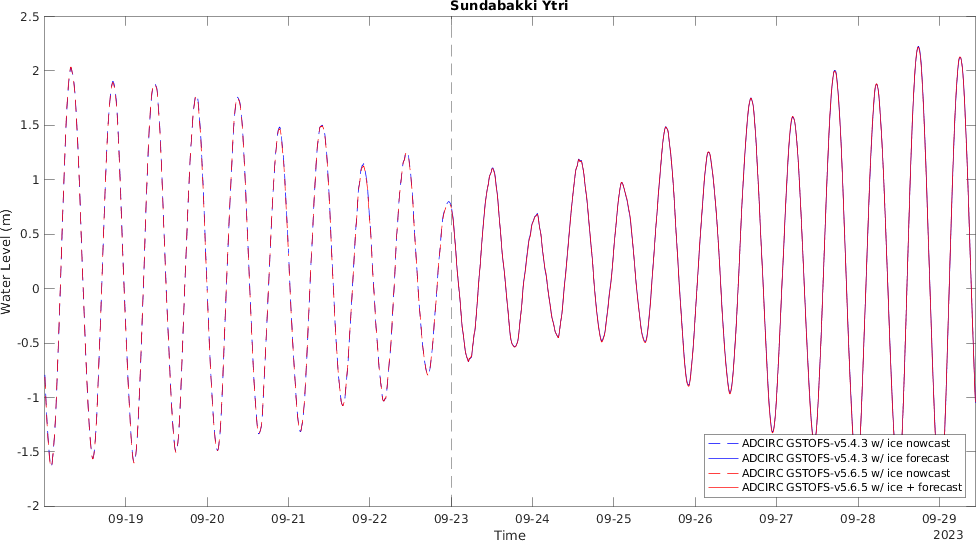 Sundabakki Ytri
2.5
2
1.5
1
0.5
0
-0.5
-1
-1.5
-2
Water Level (m)
ADCIRC GSTOFS-v5.4.3 w/ ice nowcast
ADCIRC GSTOFS-v5.4.3 w/ ice forecast
ADCIRC GSTOFS-v5.6.5 w/ ice nowcast
ADCIRC GSTOFS-v5.6.5 w/ ice + forecast
09-19 09-20 09-21 09-22 09-23 09-24 09-25 09-26 09-27 09-28 09-29
Time
2023